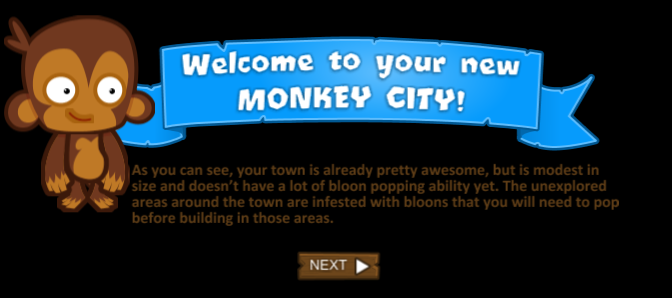 Welcome to your new
MONKEY CITY!
As you can see, your town is already pretty awesome, but is modest in
size and doesn't have a lot of bloon popping ability yet. The unexplored
areas around the town are infested with bloons that you will need to pop
before building in those areas.
NEXT